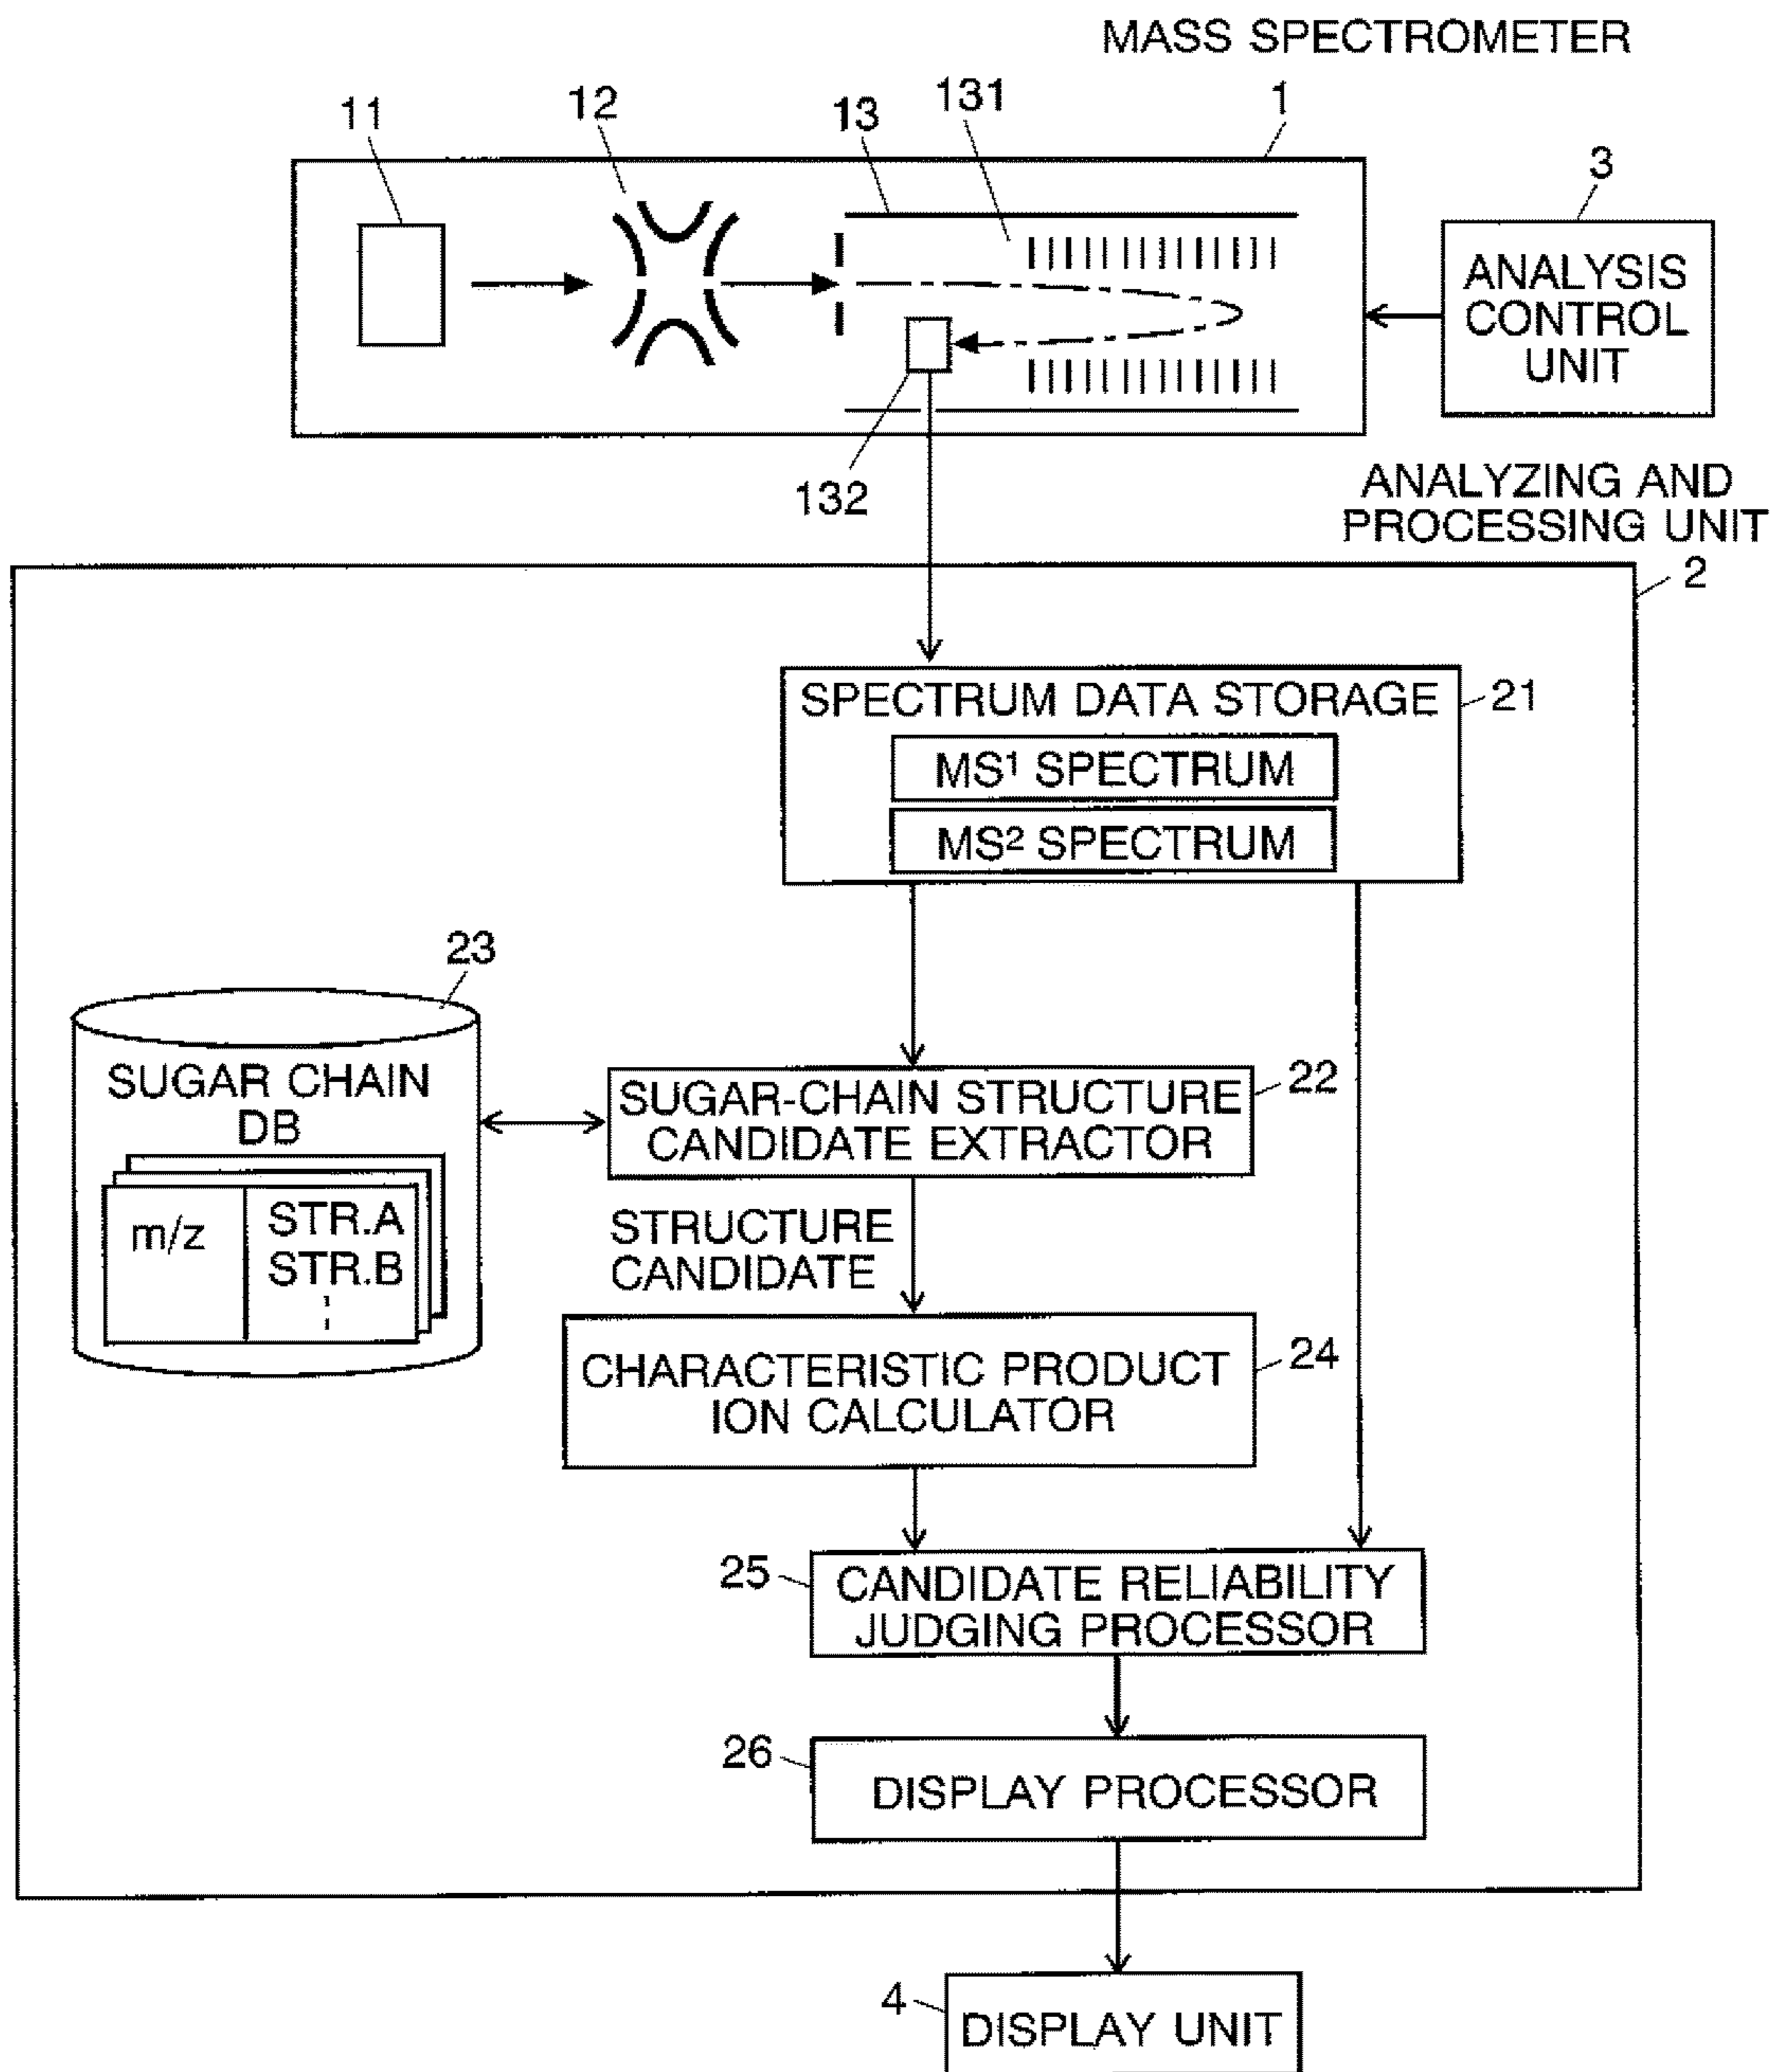 MASS SPECTROMETER
11
12
13
131
1
3
ANALYSIS
CONTROL
UNIT
132
ANALYZING AND
PROCESSING UNIT
2
SPECTRUM DATA STORAGE
21
MS¹ SPECTRUM
MS² SPECTRUM
23
SUGAR CHAIN
DB
m/z
STR.A
STR.B
SUGAR-CHAIN STRUCTURE
CANDIDATE EXTRACTOR
22
STRUCTURE
CANDIDATE
CHARACTERISTIC PRODUCT
ION CALCULATOR
24
25
CANDIDATE RELIABILITY
JUDGING PROCESSOR
26
DISPLAY PROCESSOR
4
DISPLAY UNIT